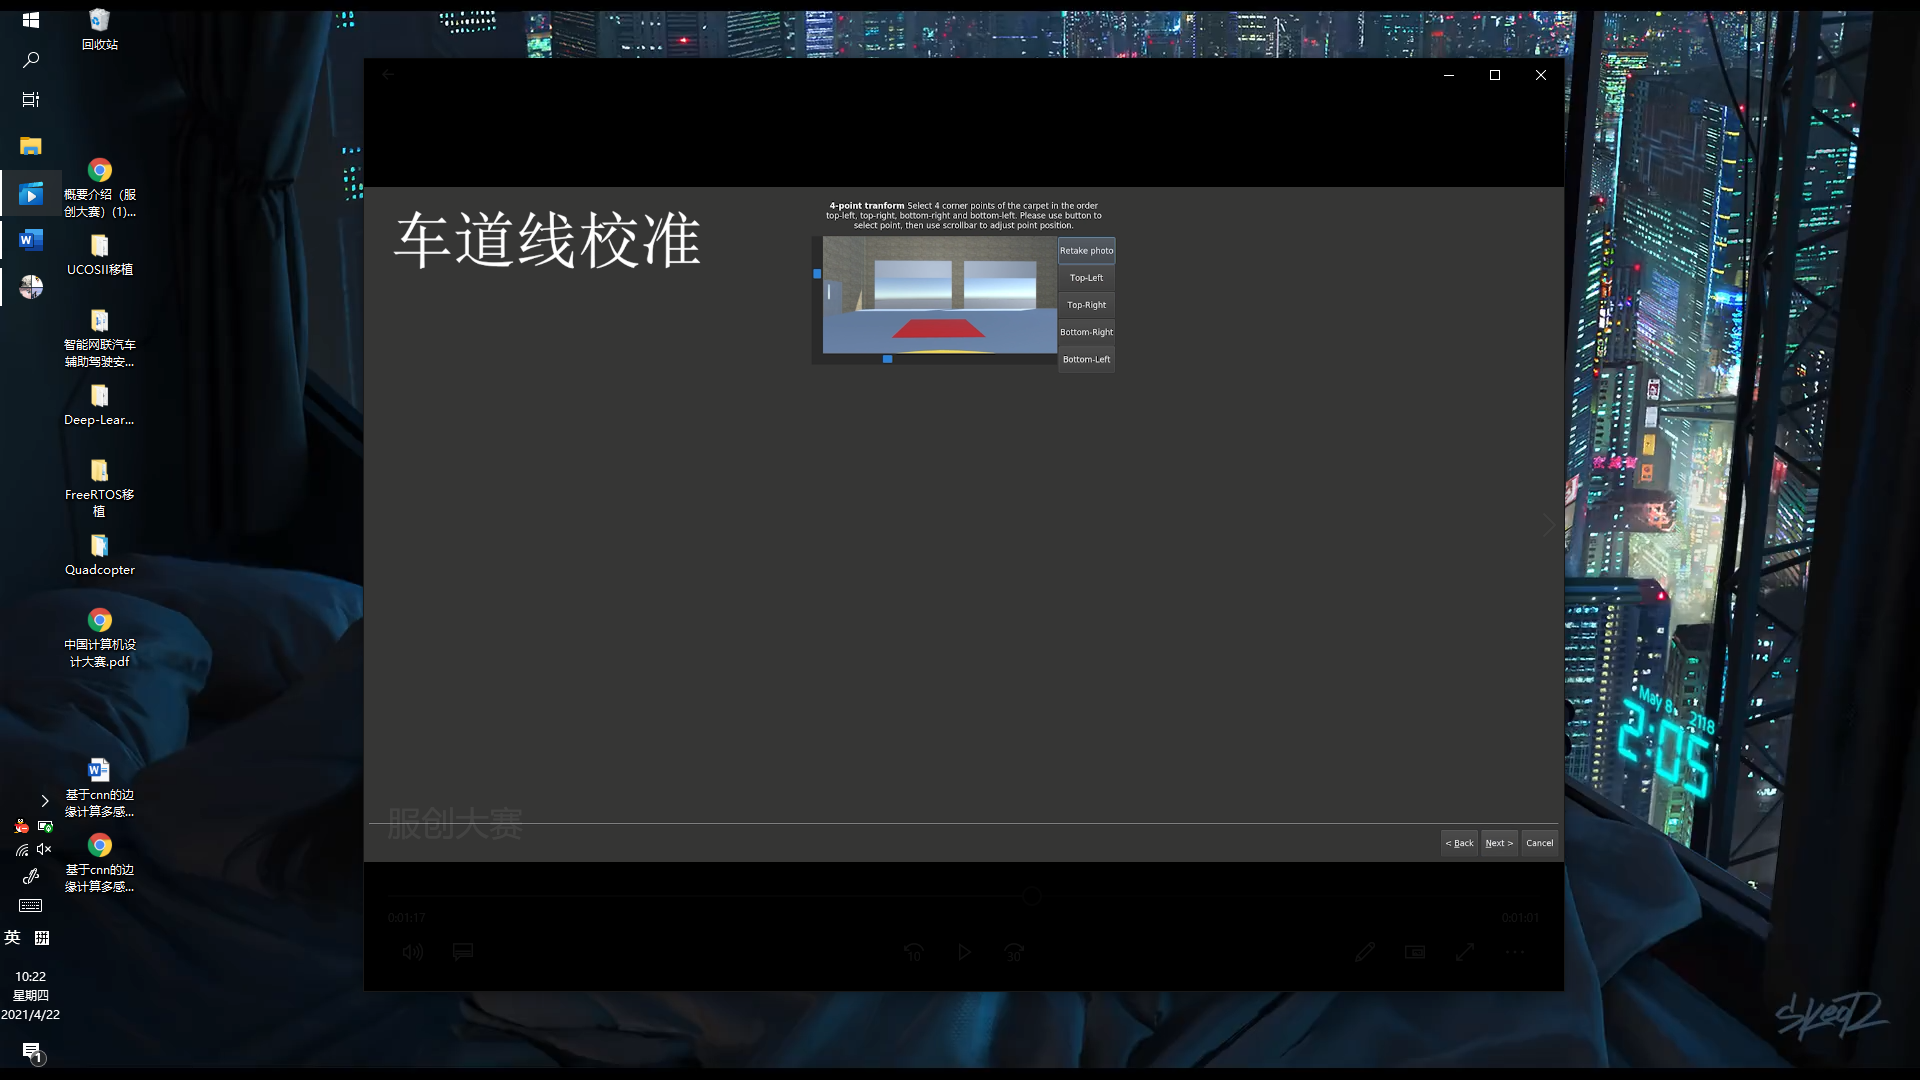 回收站
概要介绍（服
创大赛）(1)...
UCOSII移植
智能网联汽车
辅助驾驶安...
Deep-Lear...
FreeRTOS移
植
Quadcopter
中国计算机设
计大赛.pdf
基于cnn的边
缘计算多感...
基于cnn的边
缘计算多感...
英 拼
10:22
星期四
2021/4/22
1
车道线校准
4-point tranform Select 4 corner points of the carpet in the order
top-left, top-right, bottom-right and bottom-left. Please use button to
select point, then use scrollbar to adjust point position.
Retake photo
Top-Left
Top-Right
Bottom-Right
Bottom-Left
服创大赛
< Back Next > Cancel
0:01:17 0:01:01
10 30
May 8 2118
2:05